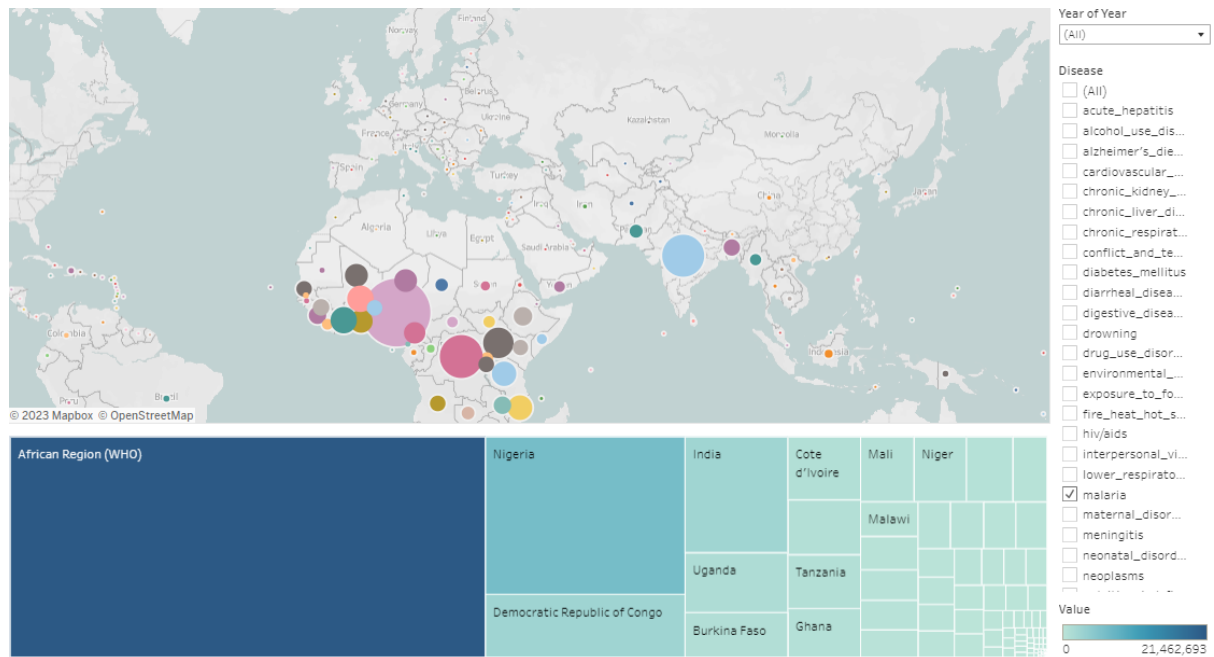 Finland
Norway
Belarus
Germany
Ukraine
France
Kazakhstan
Mongolia
Spain
Turkey
China
Japan
Iraq
Iran
Algeria
Libya
Egypt
Saudi Arabia
Colombia
Indonesia
Peru
Brazil
© 2023 Mapbox © OpenStreetMap
African Region (WHO)
Nigeria
India
Cote
d'Ivoire
Mali
Niger
Malawi
Uganda
Tanzania
Democratic Republic of Congo
Burkina Faso
Ghana
Year of Year
(All)
Disease
(All)
acute_hepatitis
alcohol_use_dis...
alzheimer's_die...
cardiovascular_...
chronic_kidney_...
chronic_liver_di...
chronic_respirat...
conflict_and_te...
diabetes_mellitus
diarrheal_disea...
digestive_disea...
drowning
drug_use_disor...
environmental_...
exposure_to_fo...
fire_heat_hot_s...
hiv/aids
interpersonal_vi...
lower_respirato...
malaria
maternal_disor...
meningitis
neonatal_disord...
neoplasms
Value
0 21,462,693